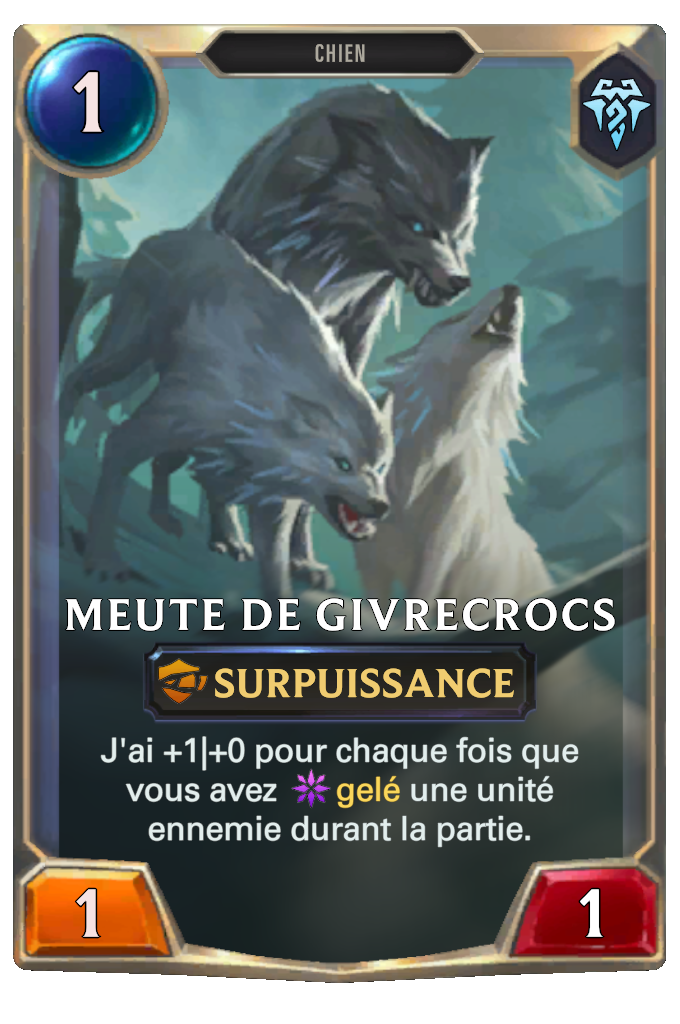 1
CHIEN
MEUTE DE GIVRECROCS
SURPUISSANCE
J'ai +1|+0 pour chaque fois que
vous avez gelé une unité
ennemie durant la partie.
1
1